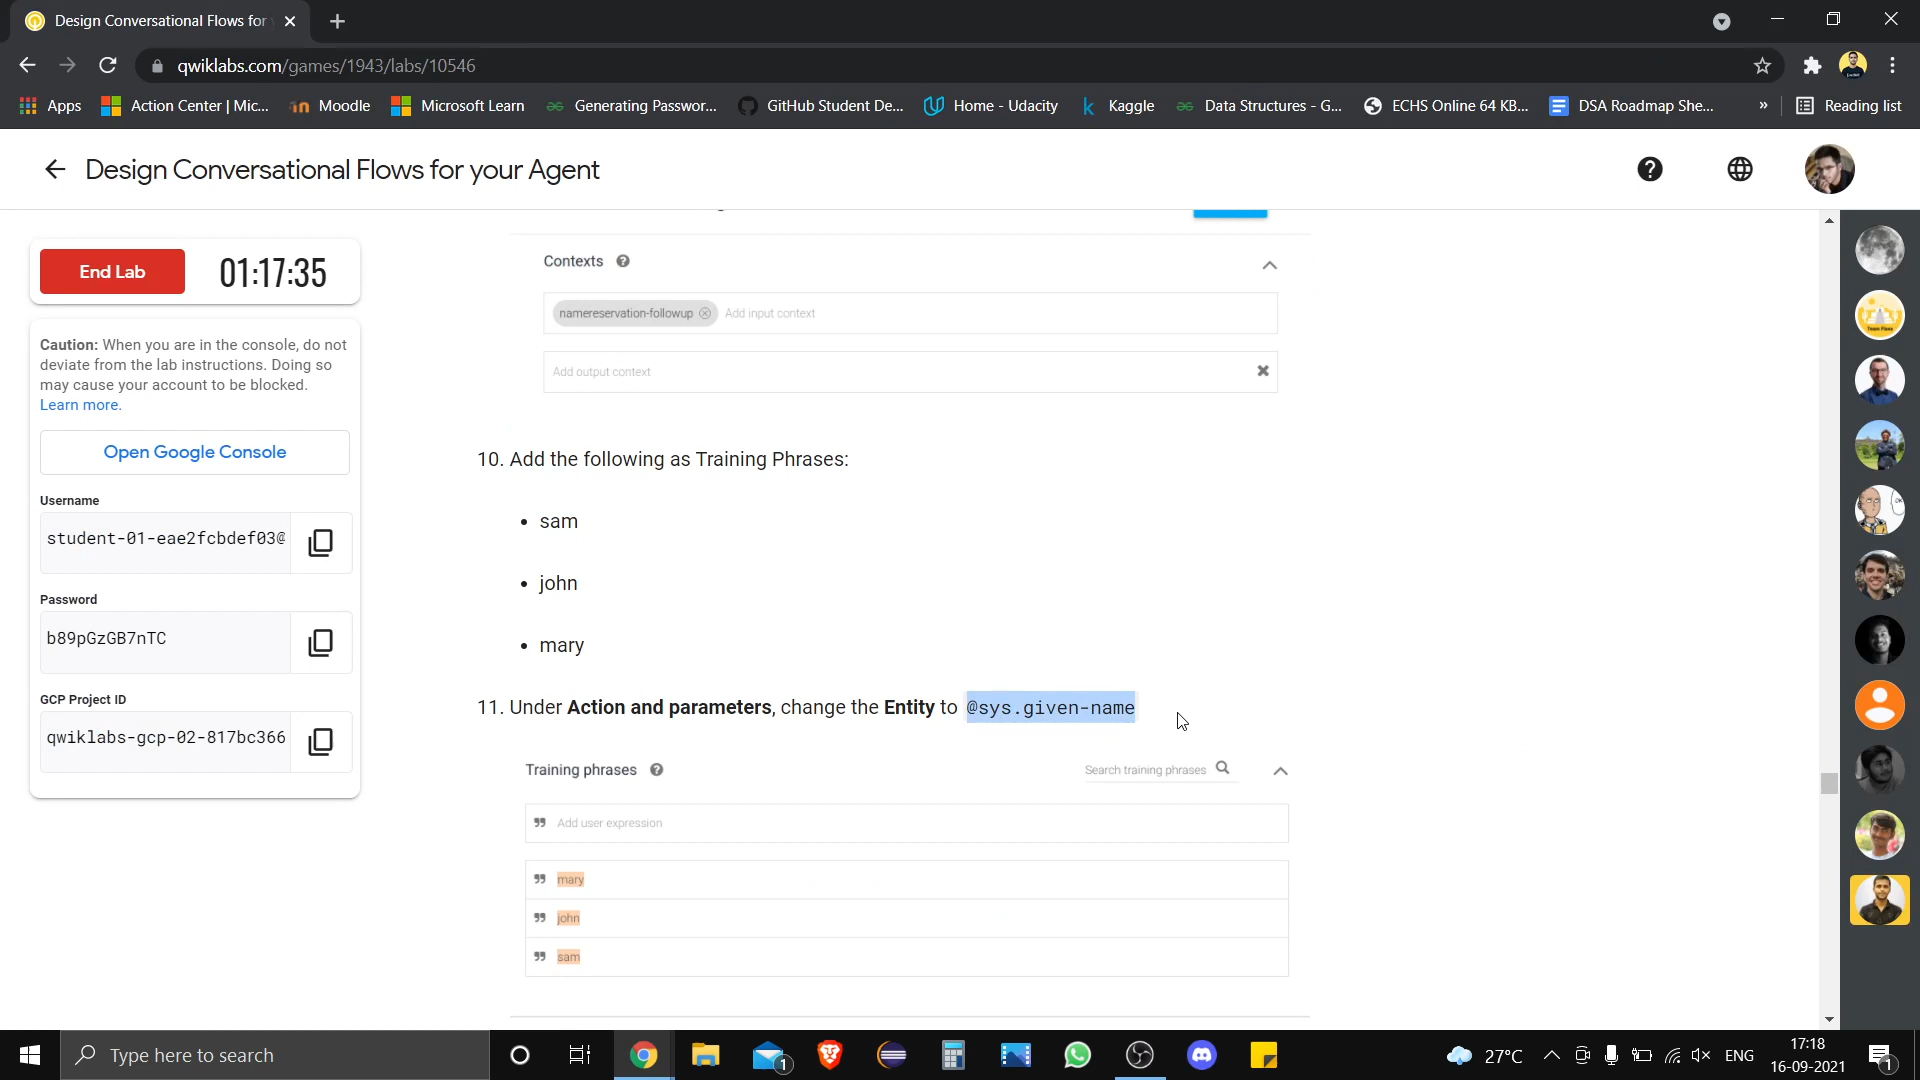 Design Conversational Flows for
qwiklabs.com/games/1943/labs/10546
Apps
Action Center | Mic...
Moodle
Microsoft Learn
Generating Passwor...
GitHub Student De...
Home - Udacity
Kaggle
Data Structures - G...
ECHS Online 64 KB...
DSA Roadmap She...
»
Reading list
Design Conversational Flows for your Agent
End Lab
01:17:35
Caution: When you are in the console, do not
deviate from the lab instructions. Doing so
may cause your account to be blocked.
Learn more.
Open Google Console
Username
student-01-eae2fcbdef03@
Password
b89pGzGB7nTC
GCP Project ID
qwiklabs-gcp-02-817bc366
Contexts
namereservation-followup
Add input context
Add output context
10. Add the following as Training Phrases:
• sam
• john
• mary
11. Under Action and parameters, change the Entity to @sys.given-name
Training phrases
Search training phrases
Add user expression
mary
john
sam
Type here to search
1
27°C
ENG
17:18
16-09-2021
1